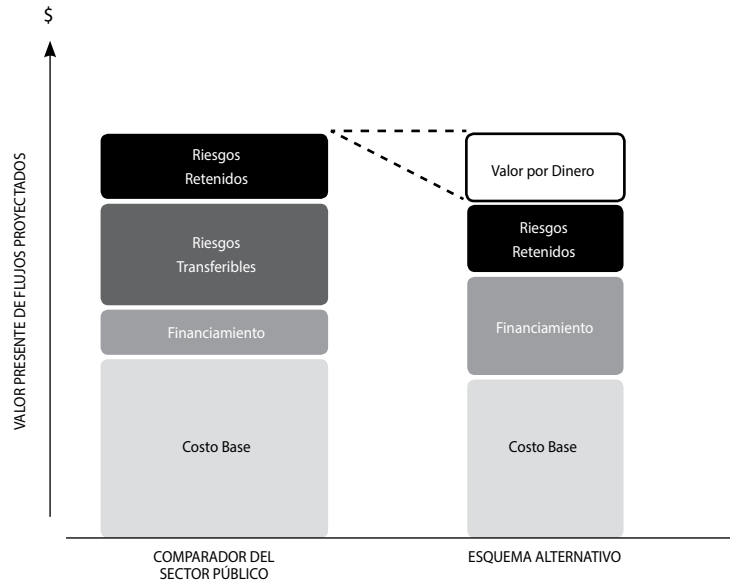 $
VALOR PRESENTE DE FLUJOS PROYECTADOS
Riesgos
Retenidos
Riesgos
Transferibles
Financiamiento
Costo Base
Valor por Dinero
Riesgos
Retenidos
Financiamiento
Costo Base
COMPARADOR DEL
SECTOR PÚBLICO
ESQUEMA ALTERNATIVO